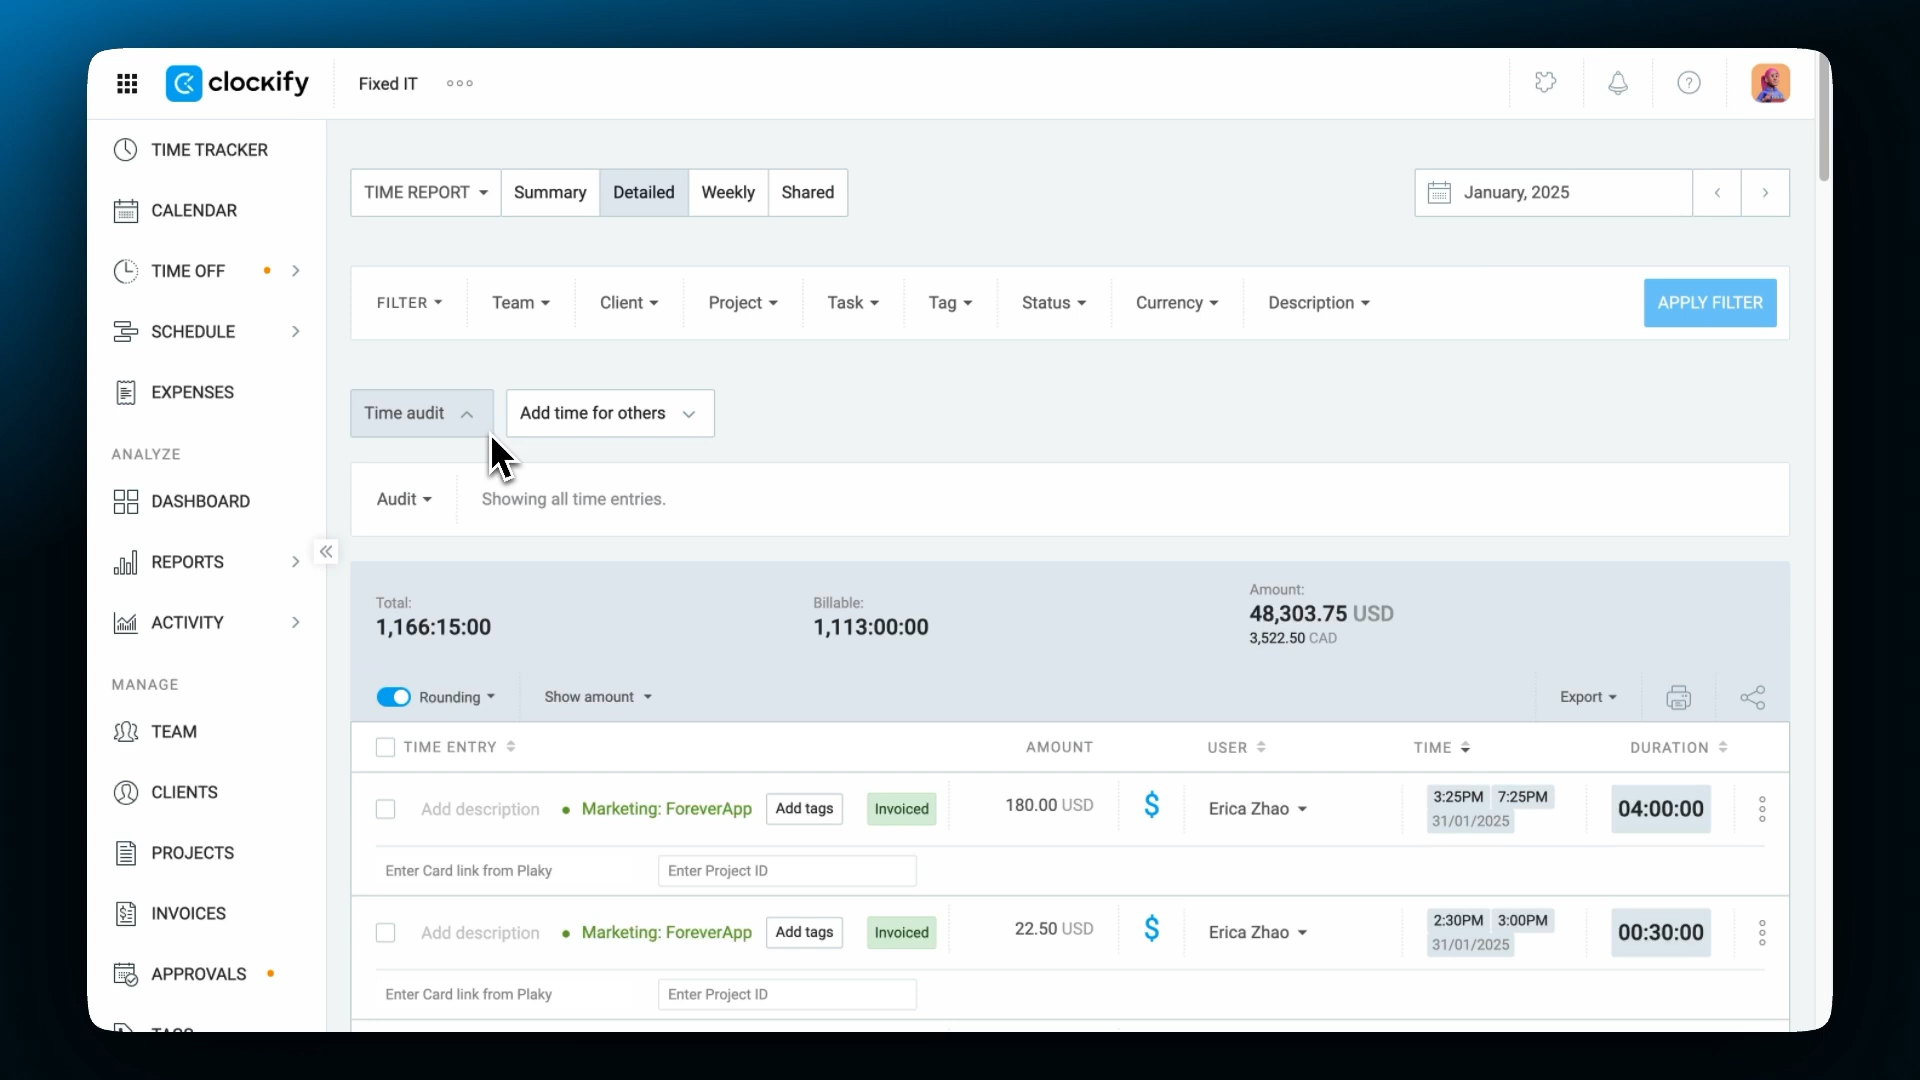 clockify
Fixed IT
TIME TRACKER
CALENDAR
TIME OFF
SCHEDULE
EXPENSES
ANALYZE
DASHBOARD
REPORTS
ACTIVITY
MANAGE
TEAM
CLIENTS
PROJECTS
INVOICES
APPROVALS
TAGS
TIME REPORT Summary Detailed Weekly Shared
January, 2025
FILTER Team Client Project Task Tag Status Currency Description APPLY FILTER
Time audit Add time for others
Audit Showing all time entries.
Total: Billable: Amount:
1,166:15:00 1,113:00:00 48,303.75 USD
3,522.50 CAD
Rounding Show amount Export
TIME ENTRY AMOUNT USER TIME DURATION
Add description • Marketing: ForeverApp Add tags Invoiced 180.00 USD $ Erica Zhao 3:25PM 7:25PM 04:00:00
31/01/2025
Enter Card link from Plaky Enter Project ID
Add description • Marketing: ForeverApp Add tags Invoiced 22.50 USD $ Erica Zhao 2:30PM 3:00PM 00:30:00
31/01/2025
Enter Card link from Plaky Enter Project ID